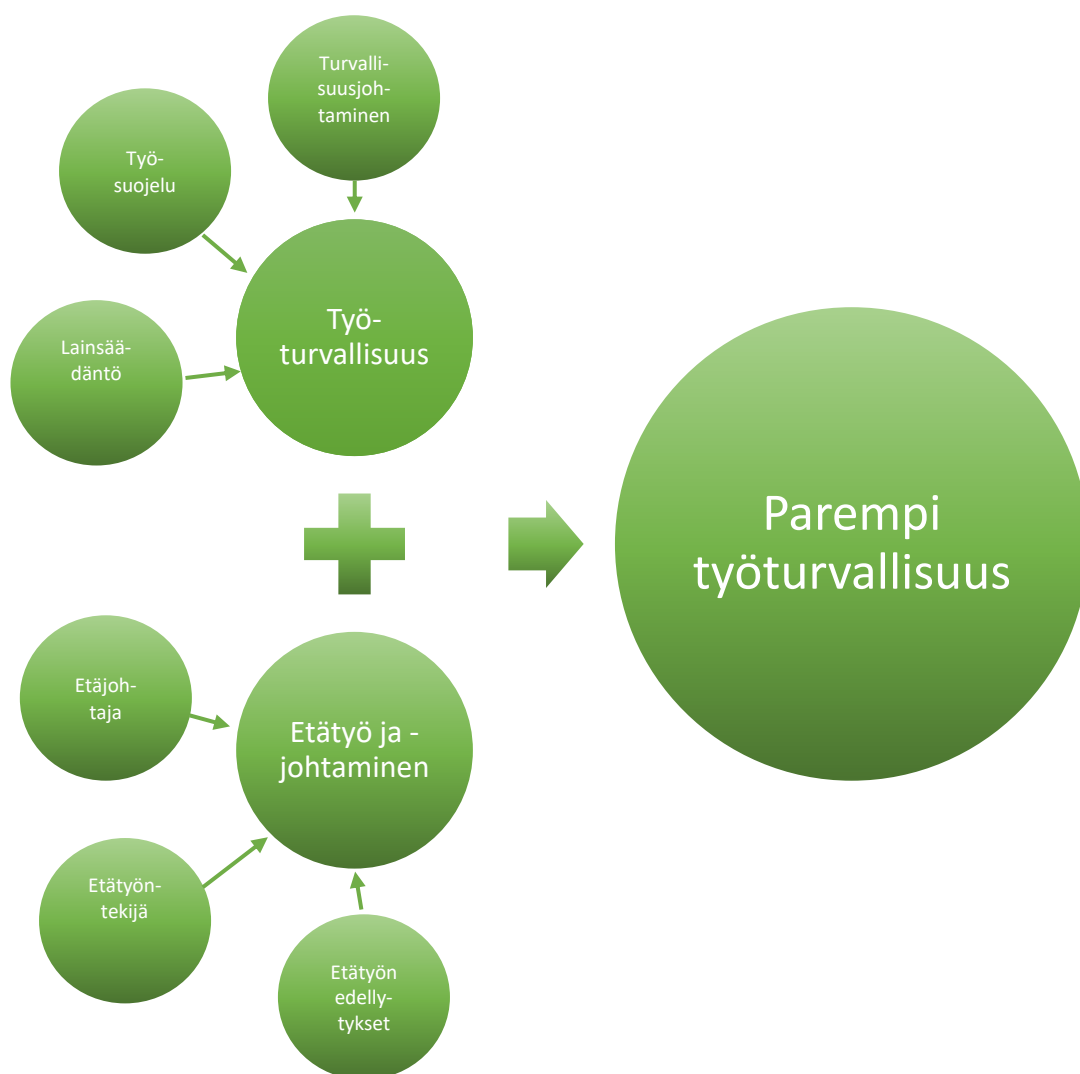 Turvalli-
suusjoh-
taminen
Työ-
suojelu
Lainsää-
däntö
Työ-
turvallisuus
Parempi
työturvallisuus
Etäjoh-
taja
Etätyö ja -
johtaminen
Etätyön-
tekijä
Etätyön
edelly-
tykset